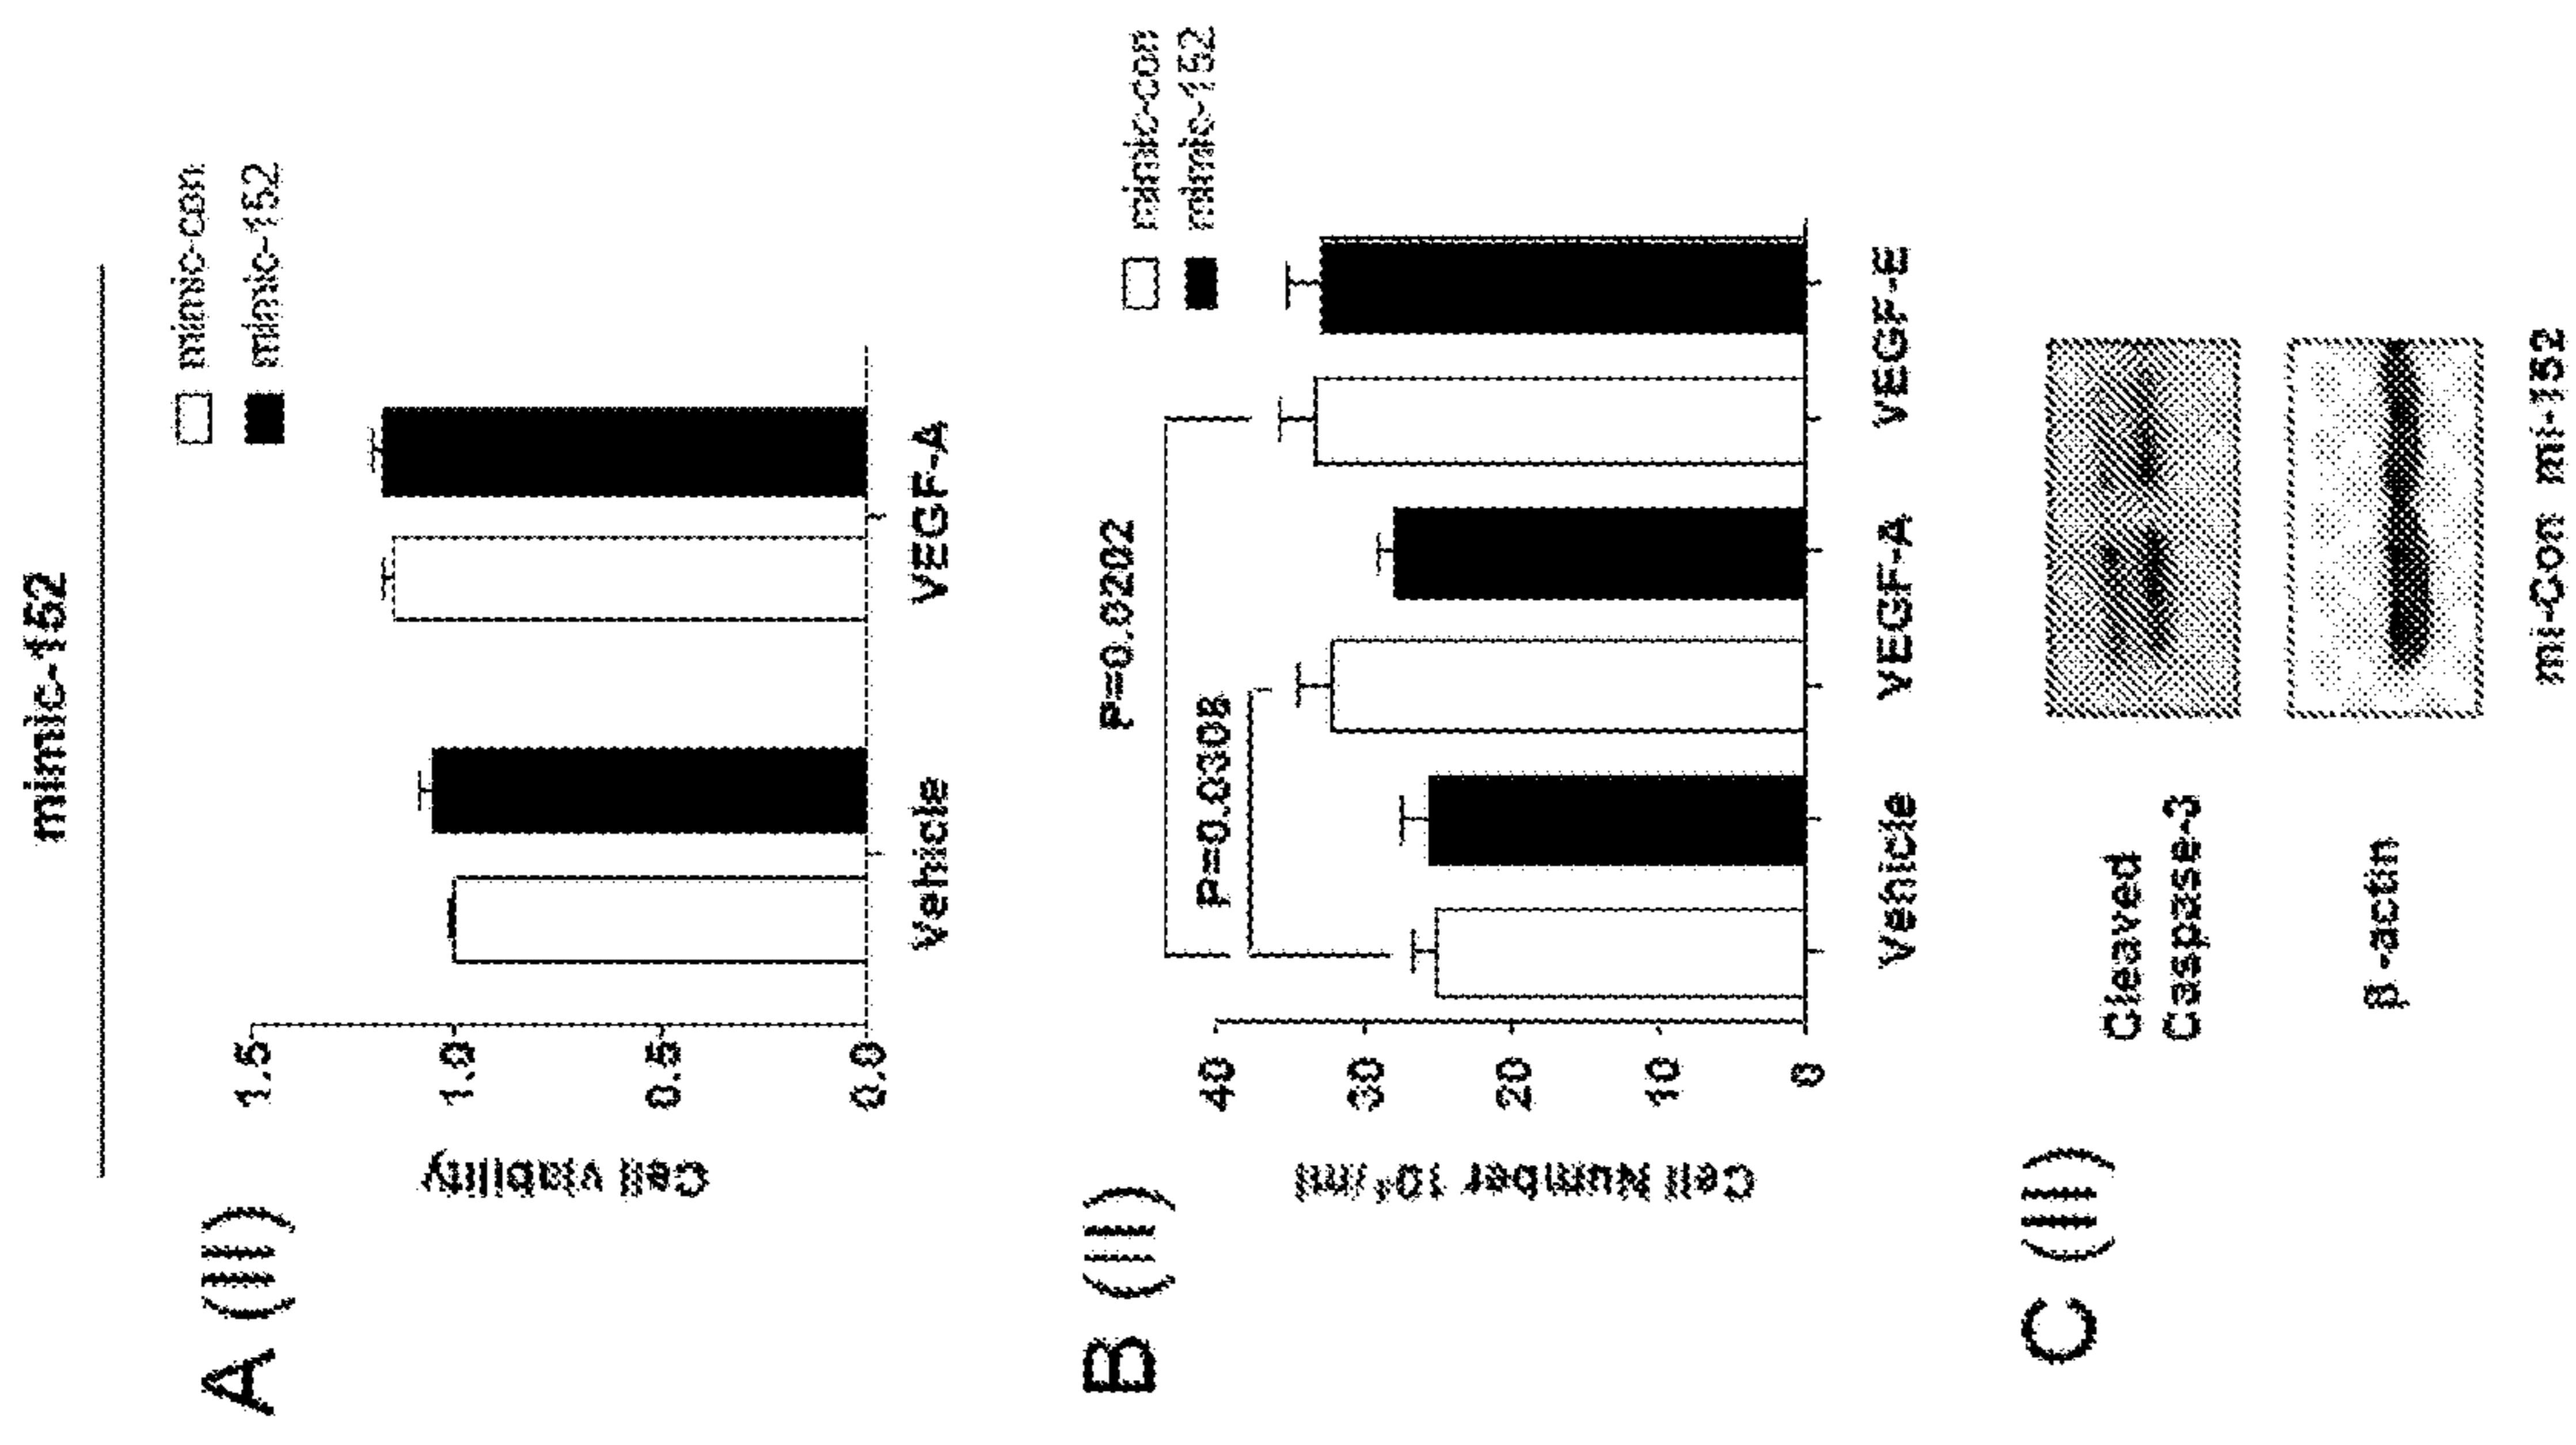 mimic-152
A (II)
mimic-con
mimic-152
Cell viability
1.5
1.0
0.5
0.0
Vehicle
VEGF-A
B (II)
mimic-con
mimic-152
P=0.0202
P=0.0308
40
30
20
10
0
Cell Number
Vehicle
VEGF-A
VEGF-E
C (II)
Cleaved
Caspase-3
β -actin
mi-Con mi-152